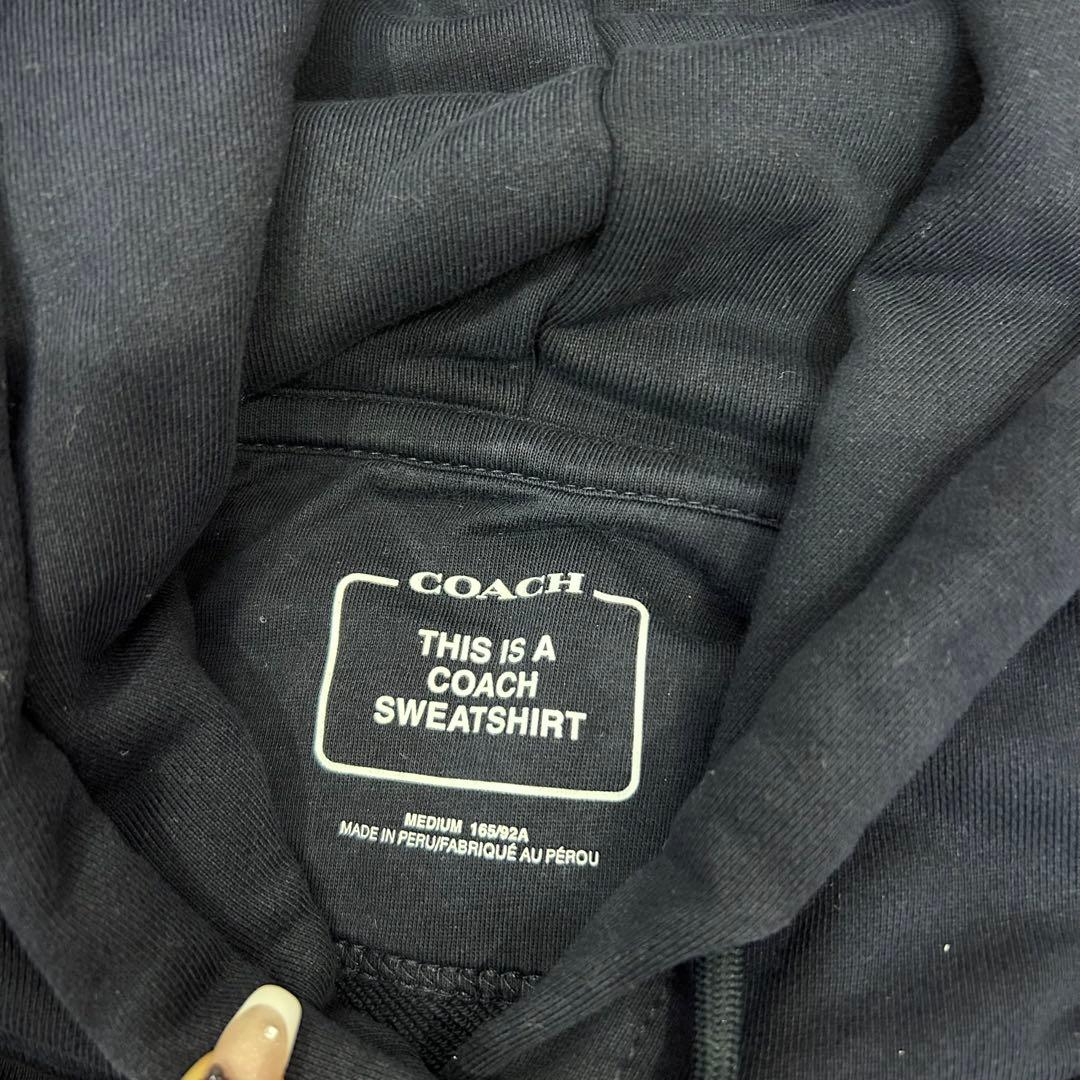 COACH
THIS IS A
COACH
SWEATSHIRT
MEDIUM 165/92A
MADE IN PERU/FABRIQUÉ AU PÉROU